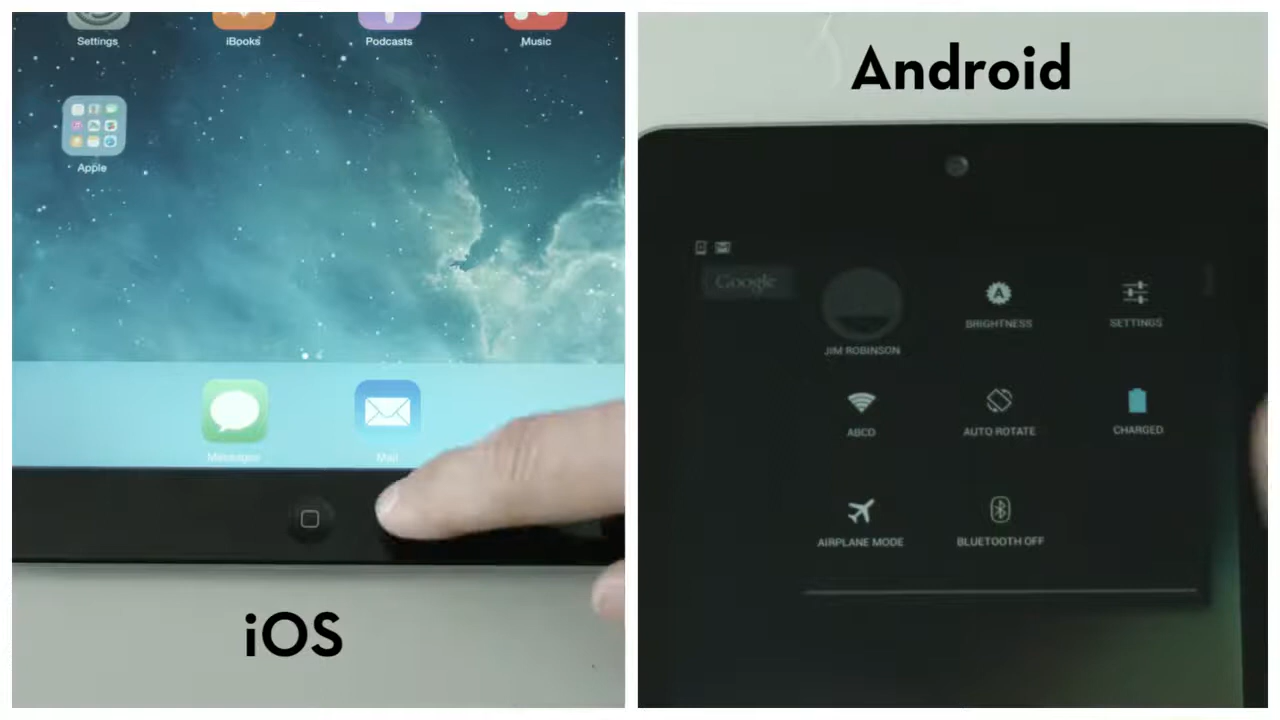 Settings iBooks Podcasts Music
Apple
Messages Mail
iOS
Android
Google
A
JIM ROBINSON BRIGHTNESS SETTINGS
ABCD AUTO ROTATE CHARGED
AIRPLANE MODE BLUETOOTH OFF